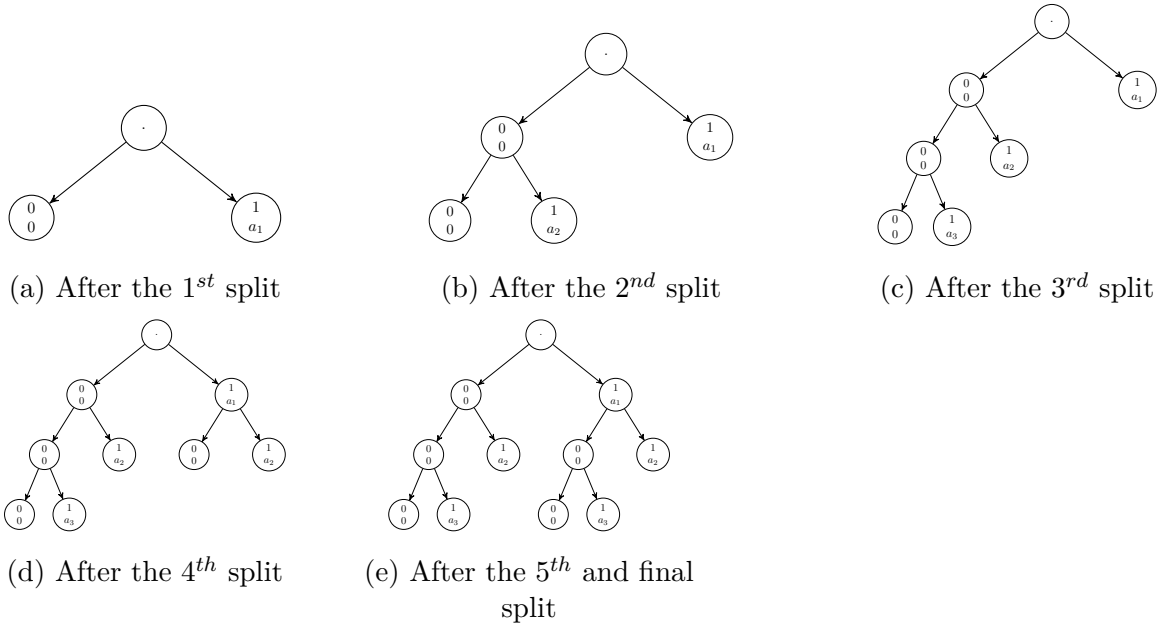 ·
0 1
0 a₁
(a) After the 1ˢᵗ split
·
0 1
0 a₁
0 1
0 a₂
(b) After the 2ⁿᵈ split
·
0 1
0 a₁
0 1
0 a₂
0 1
0 a₃
(c) After the 3ʳᵈ split
·
0 1
0 a₁
0 1 0 1
0 a₂ 0 a₂
0 1
0 a₃
(d) After the 4ᵗʰ split
·
0 1
0 a₁
0 1 0 1
0 a₂ 0 a₂
0 1 0 1
0 a₃ 0 a₃
(e) After the 5ᵗʰ and final
split